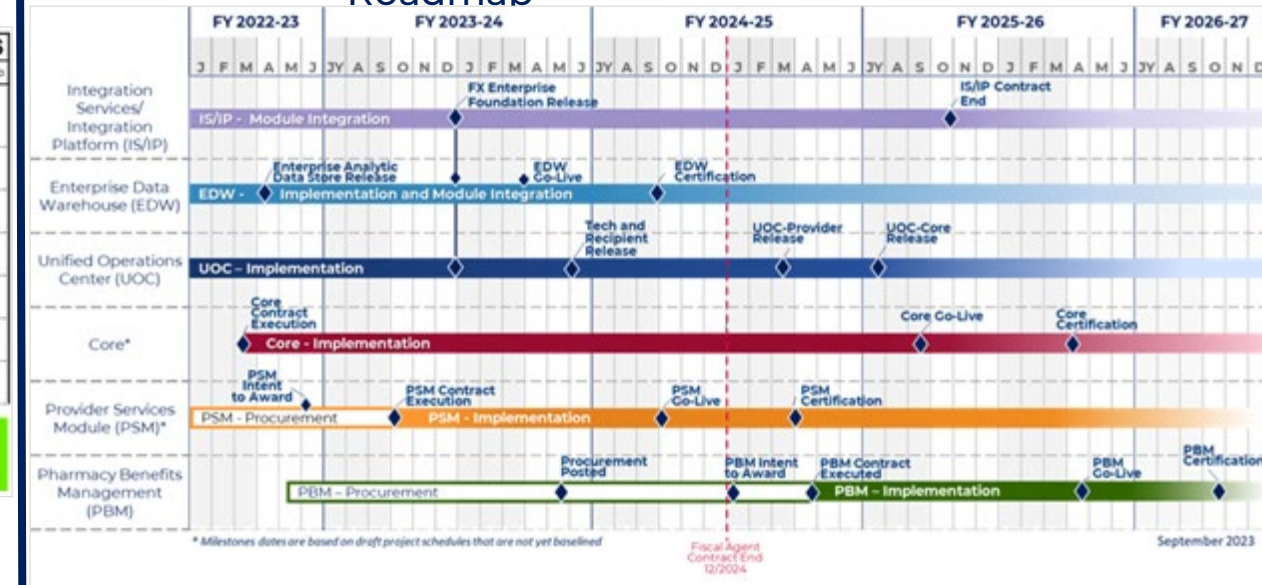 Roadmap
FY 2022-23 FY 2023-24 FY 2024-25 FY 2025-26 FY 2026-27
J F M A M J JY A S O N D J F M A M J JY A S O N D J F M A M J JY A S O N D J F M A M J JY A S O N D
Integration
Services/
Integration
Platform (IS/IP)
IS/IP - Module Integration
FX Enterprise
Foundation Release
IS/IP Contract
End
Enterprise Data
Warehouse (EDW)
EDW - Implementation and Module Integration
Enterprise Analytic
Data Store Release
EDW
Go-Live
EDW
Certification
Unified Operations
Center (UOC)
UOC – Implementation
Tech and
Recipient
Release
UOC-Provider
Release
UOC-Core
Release
Core*
Core
Contract
Execution
Core - Implementation
Core Go-Live
Core
Certification
Provider Services
Module (PSM)*
PSM
Intent
to Award
PSM - Procurement
PSM Contract
Execution
PSM - Implementation
PSM
Go-Live
PSM
Certification
Pharmacy Benefits
Management
(PBM)
PBM – Procurement
Procurement
Posted
PBM Intent
to Award
PBM Contract
Executed
PBM – Implementation
PBM
Go-Live
PBM
Certification
* Milestones dates are based on draft project schedules that are not yet baselined
Fiscal Agent
Contract End
12/2024
September 2023